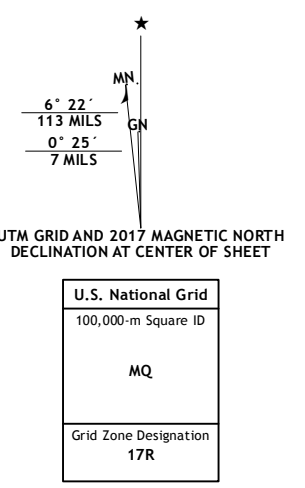 MN.
6° 22´
113 MILS
GN
0° 25´
7 MILS
UTM GRID AND 2017 MAGNETIC NORTH
DECLINATION AT CENTER OF SHEET
U.S. National Grid
100,000-m Square ID
MQ
Grid Zone Designation
17R